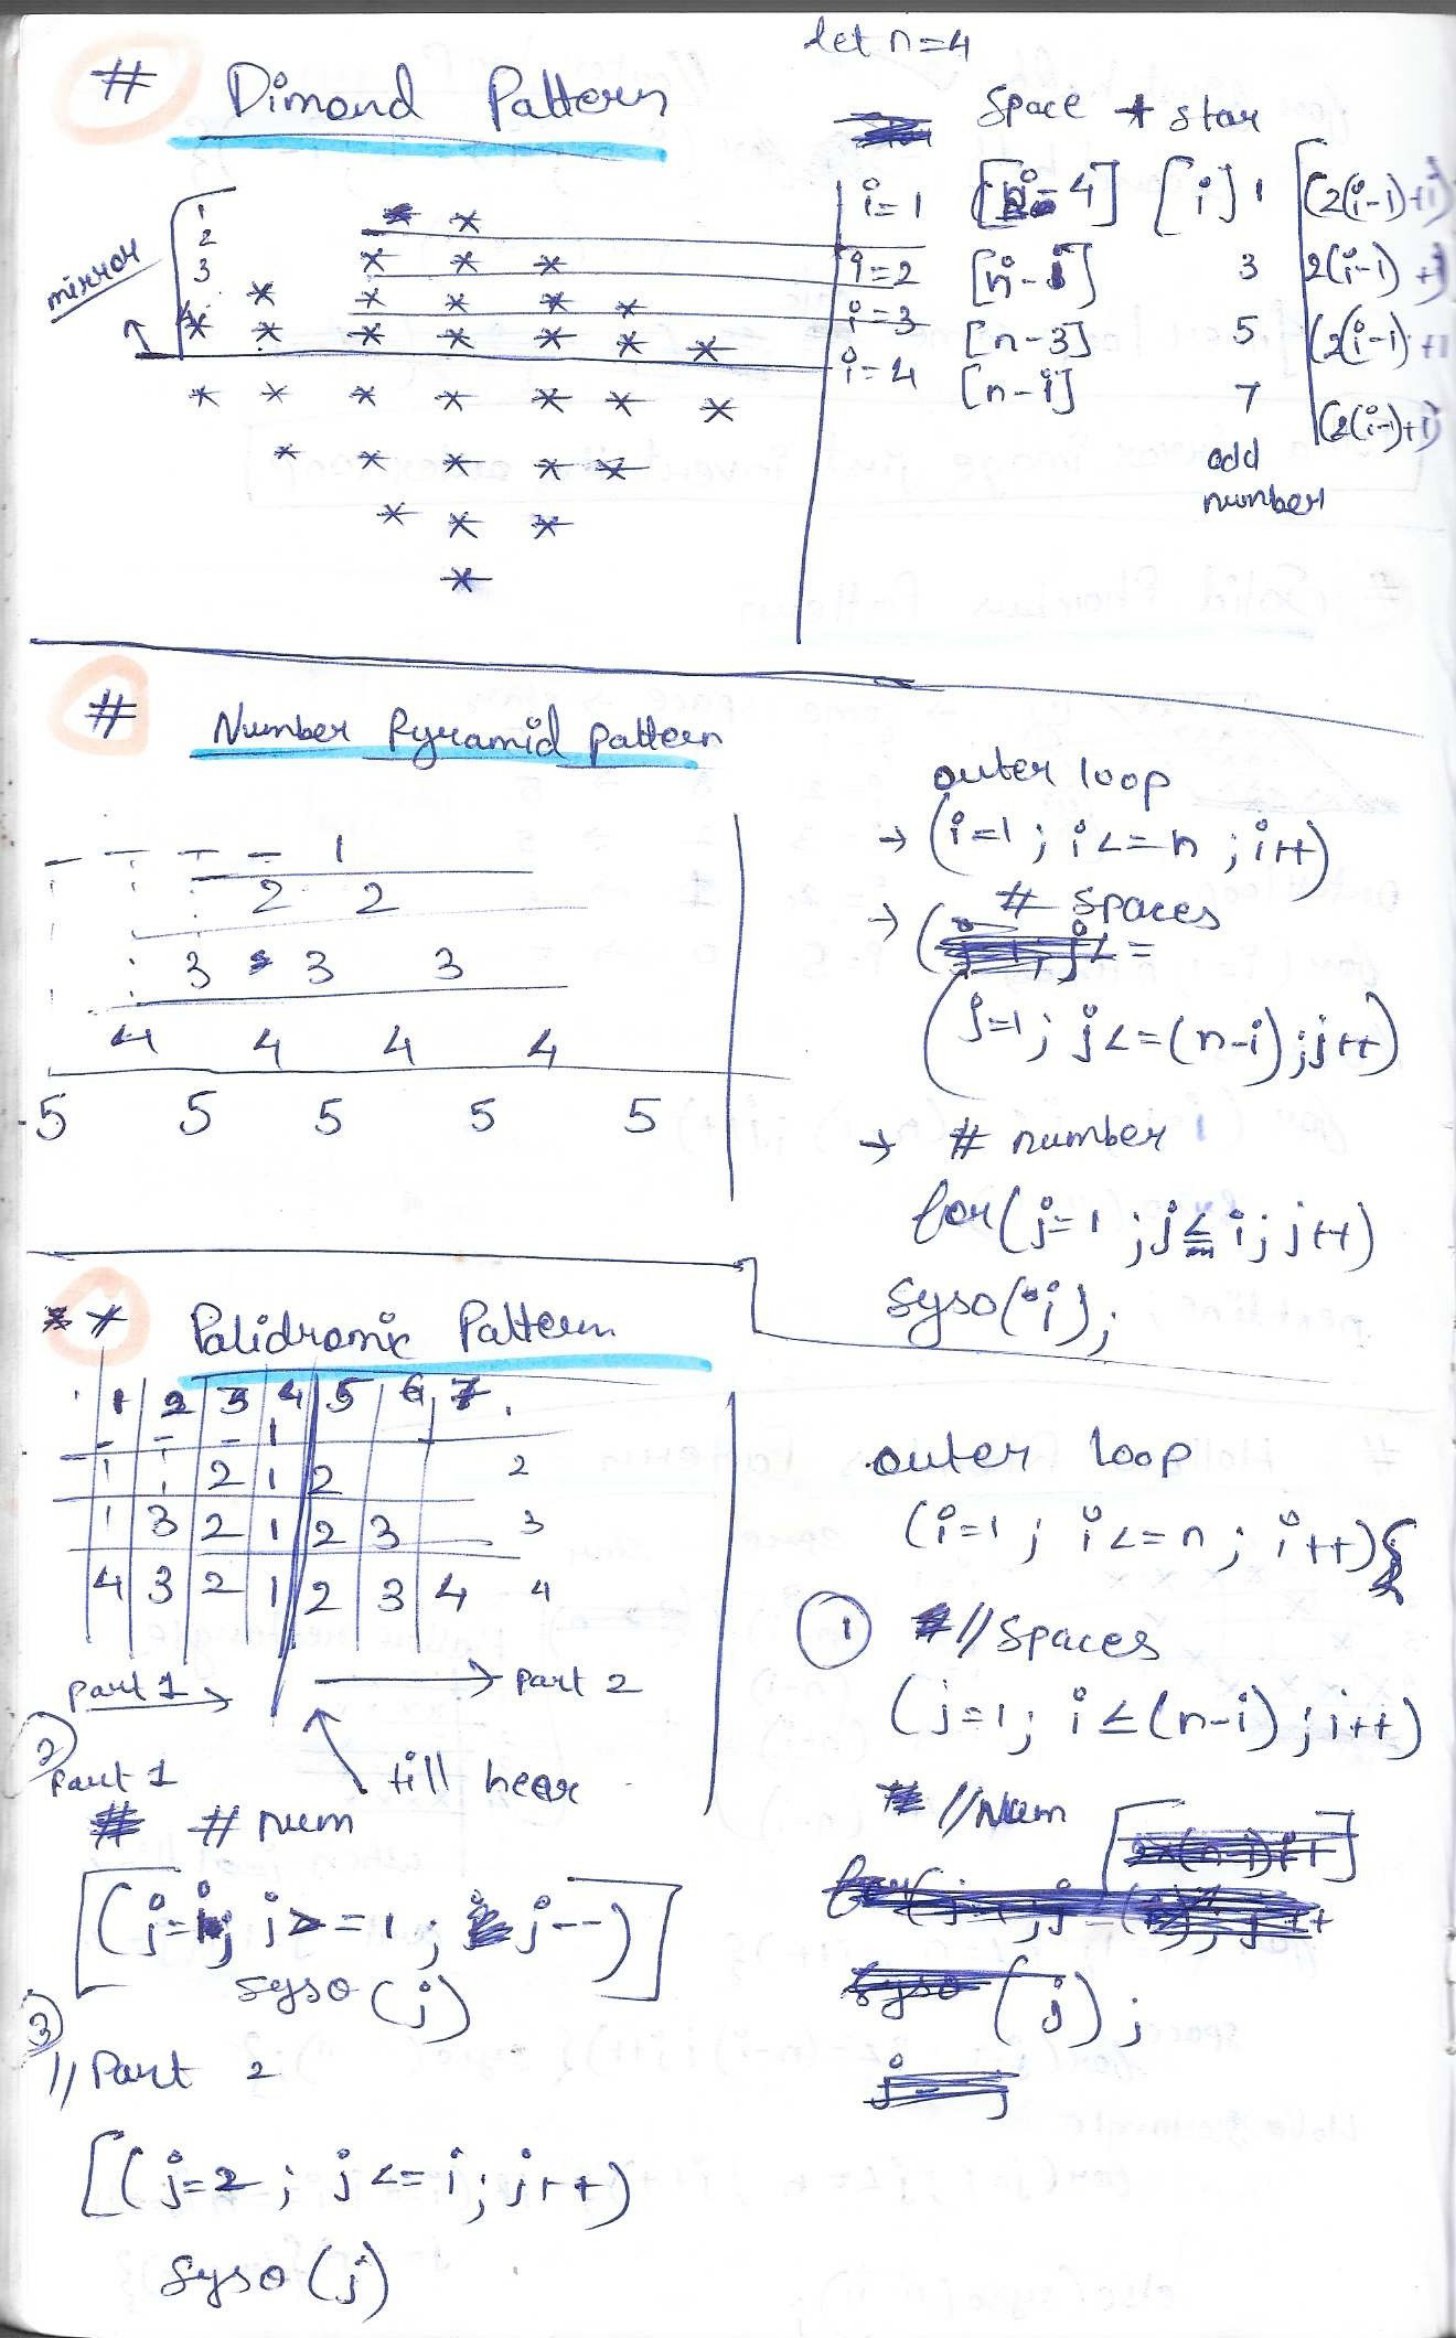 let n=4
# Dimond Pattern
Space * star
i=1 [n-4] [i] 1 (2(i-1)+1)
i=2 [n-i] 3 2(i-1)+1
i=3 [n-3] 5 (2(i-1)+1
i=4 [n-i] 7 (2(i-1)+1)
odd
number
mirror
1
2
3
4
* *
* * *
* * * * *
* * * * * * *
* * * * * * *
* * * * *
* * *
*
# Number Pyramid pattern
- - - - 1
2 2
3 3 3
4 4 4 4
5 5 5 5 5
outer loop
→ (i=1 ; i<=n ; i++)
→ # spaces
(j=1; j<=(n-i); j++)
→ # number
for(j=1 ; j<=i; j++)
syso(i);
** Palidromic Pattern
1 2 3 4 5 6 7
- - - 1
2 1 2 2
3 2 1 2 3 3
4 3 2 1 2 3 4 4
part 1 → → part 2
till hear
2) Part 1
# num
[(j=i; j>=1; j--)]
syso(j)
3)
// Part 2
[(j=2; j<=i; j++)
syso(j)
outer loop
(i=1; i<=n; i++){
1 // spaces
(j=1; i≤(n-i); i++)
// Num
(j);